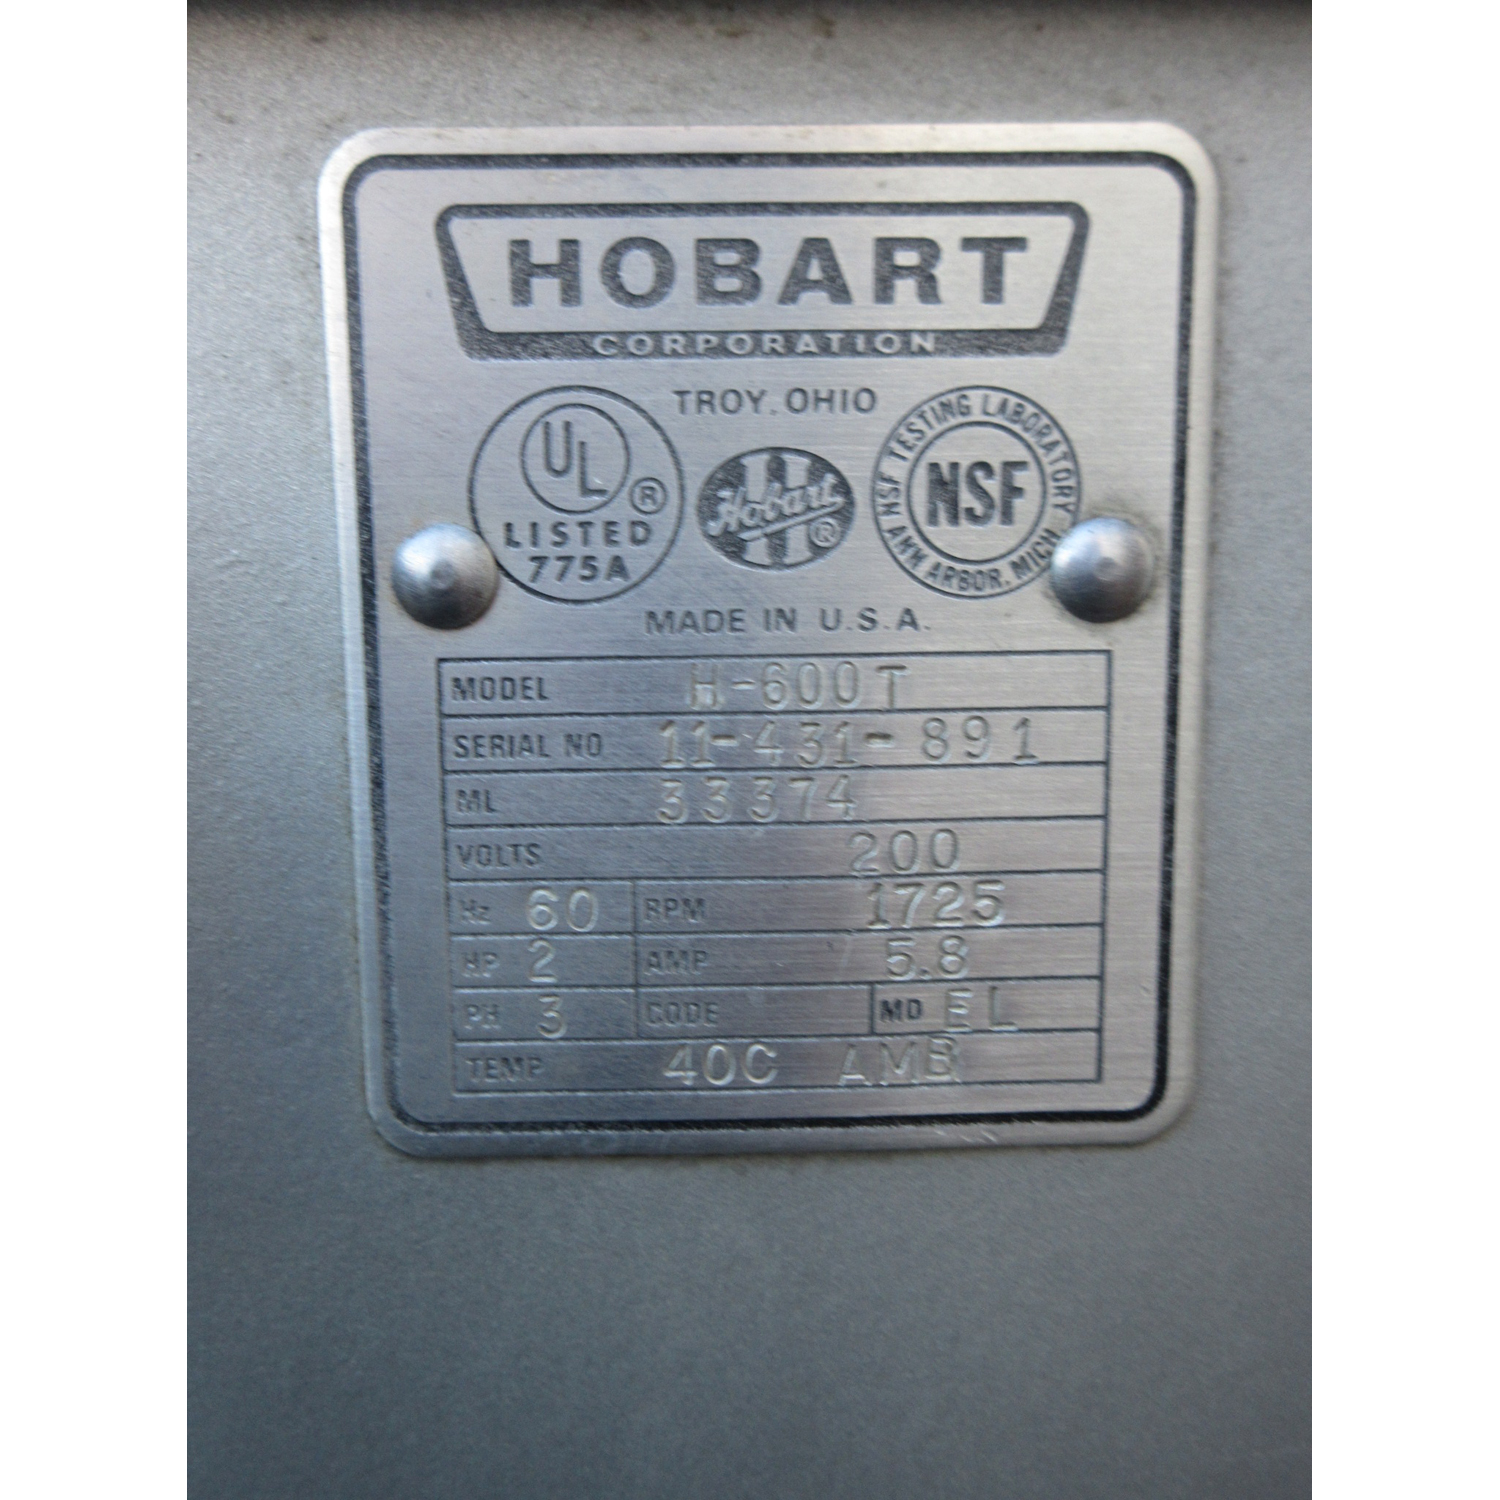 HOBART
CORPORATION
TROY, OHIO
UL ®
LISTED
775A
Hobart ®
NSF TESTING LABORATORY
NSF
ANN ARBOR, MICH.
MADE IN U.S.A.
MODEL H-600T
SERIAL NO 11-431-891
ML 33374
VOLTS 200
Hz 60 RPM 1725
HP 2 AMP 5.8
PH 3 CODE MD EL
TEMP 40C AMB